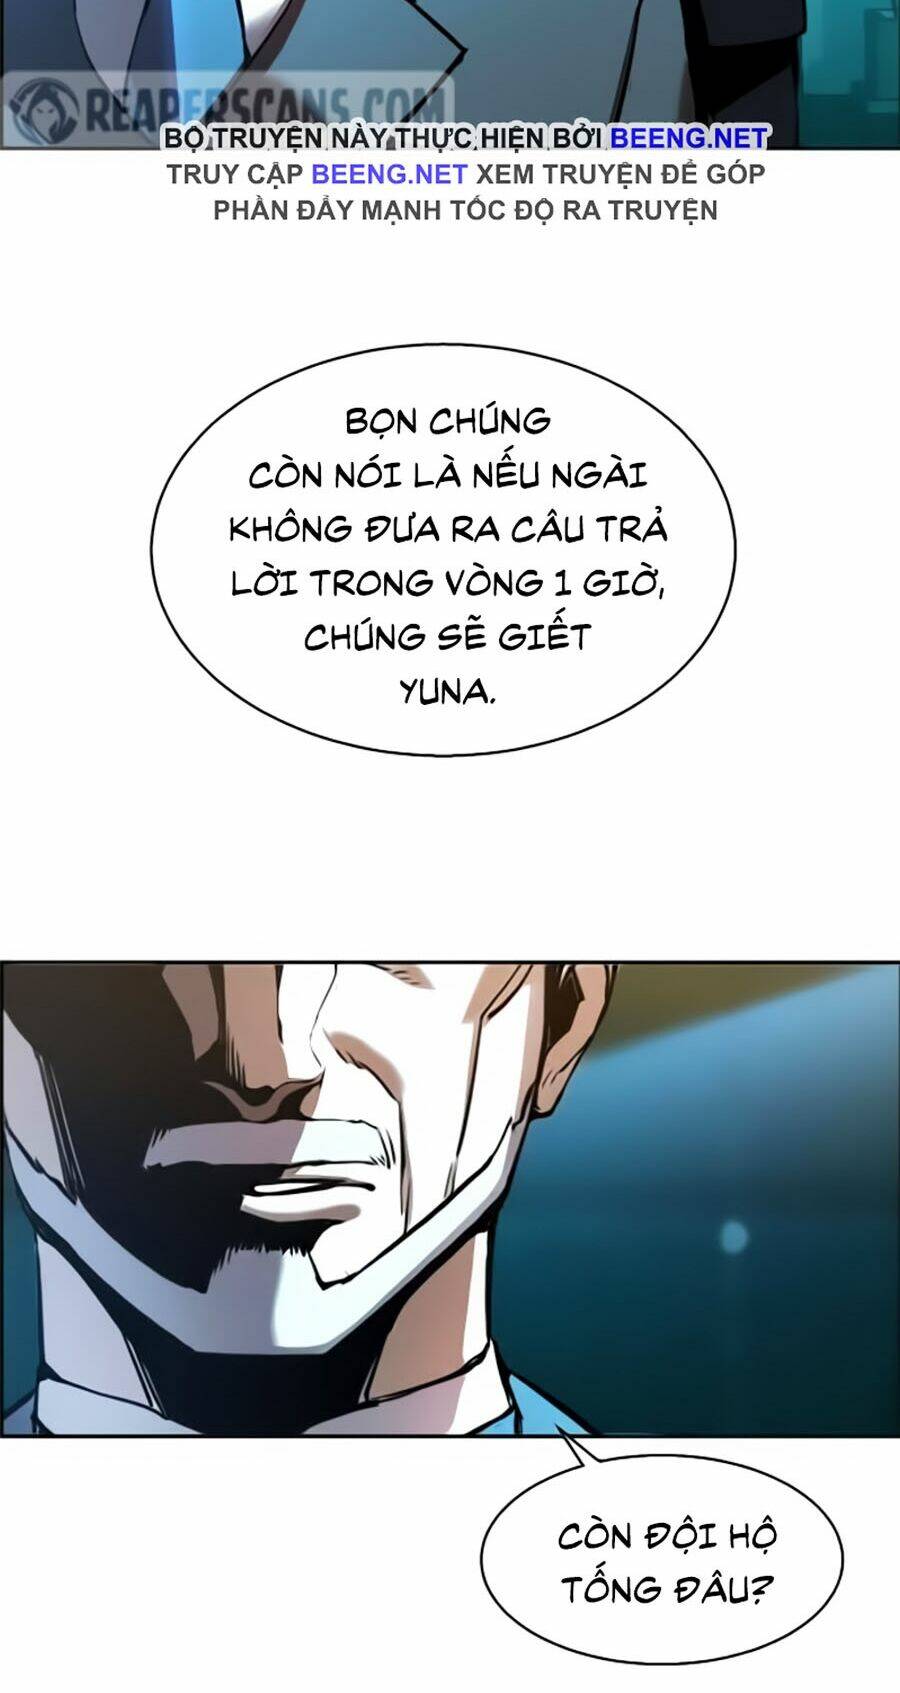 REAPERSCANS.COM
BỘ TRUYỆN NÀY THỰC HIỆN BỞI BEENG.NET
TRUY CẬP BEENG.NET XEM TRUYỆN ĐỂ GÓP
PHẦN ĐẨY MẠNH TỐC ĐỘ RA TRUYỆN
BỌN CHÚNG
CÒN NÓI LÀ NẾU NGÀI
KHÔNG ĐƯA RA CÂU TRẢ
LỜI TRONG VÒNG 1 GIỜ,
CHÚNG SẼ GIẾT
YUNA.
CÒN ĐỘI HỘ
TỐNG ĐÂU?